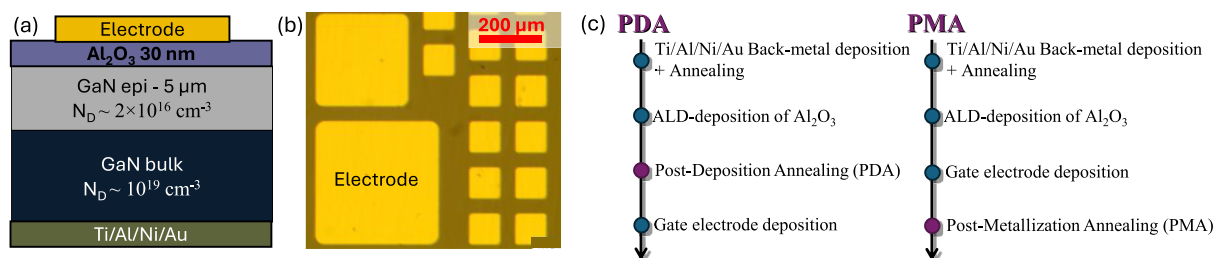 (a)
Electrode
Al₂O₃ 30 nm
GaN epi - 5 μm
N_D ~ 2×10¹⁶ cm⁻³
GaN bulk
N_D ~ 10¹⁹ cm⁻³
Ti/Al/Ni/Au
(b)
200 μm
Electrode
(c)
PDA
Ti/Al/Ni/Au Back-metal deposition
+ Annealing
ALD-deposition of Al₂O₃
Post-Deposition Annealing (PDA)
Gate electrode deposition
PMA
Ti/Al/Ni/Au Back-metal deposition
+ Annealing
ALD-deposition of Al₂O₃
Gate electrode deposition
Post-Metallization Annealing (PMA)